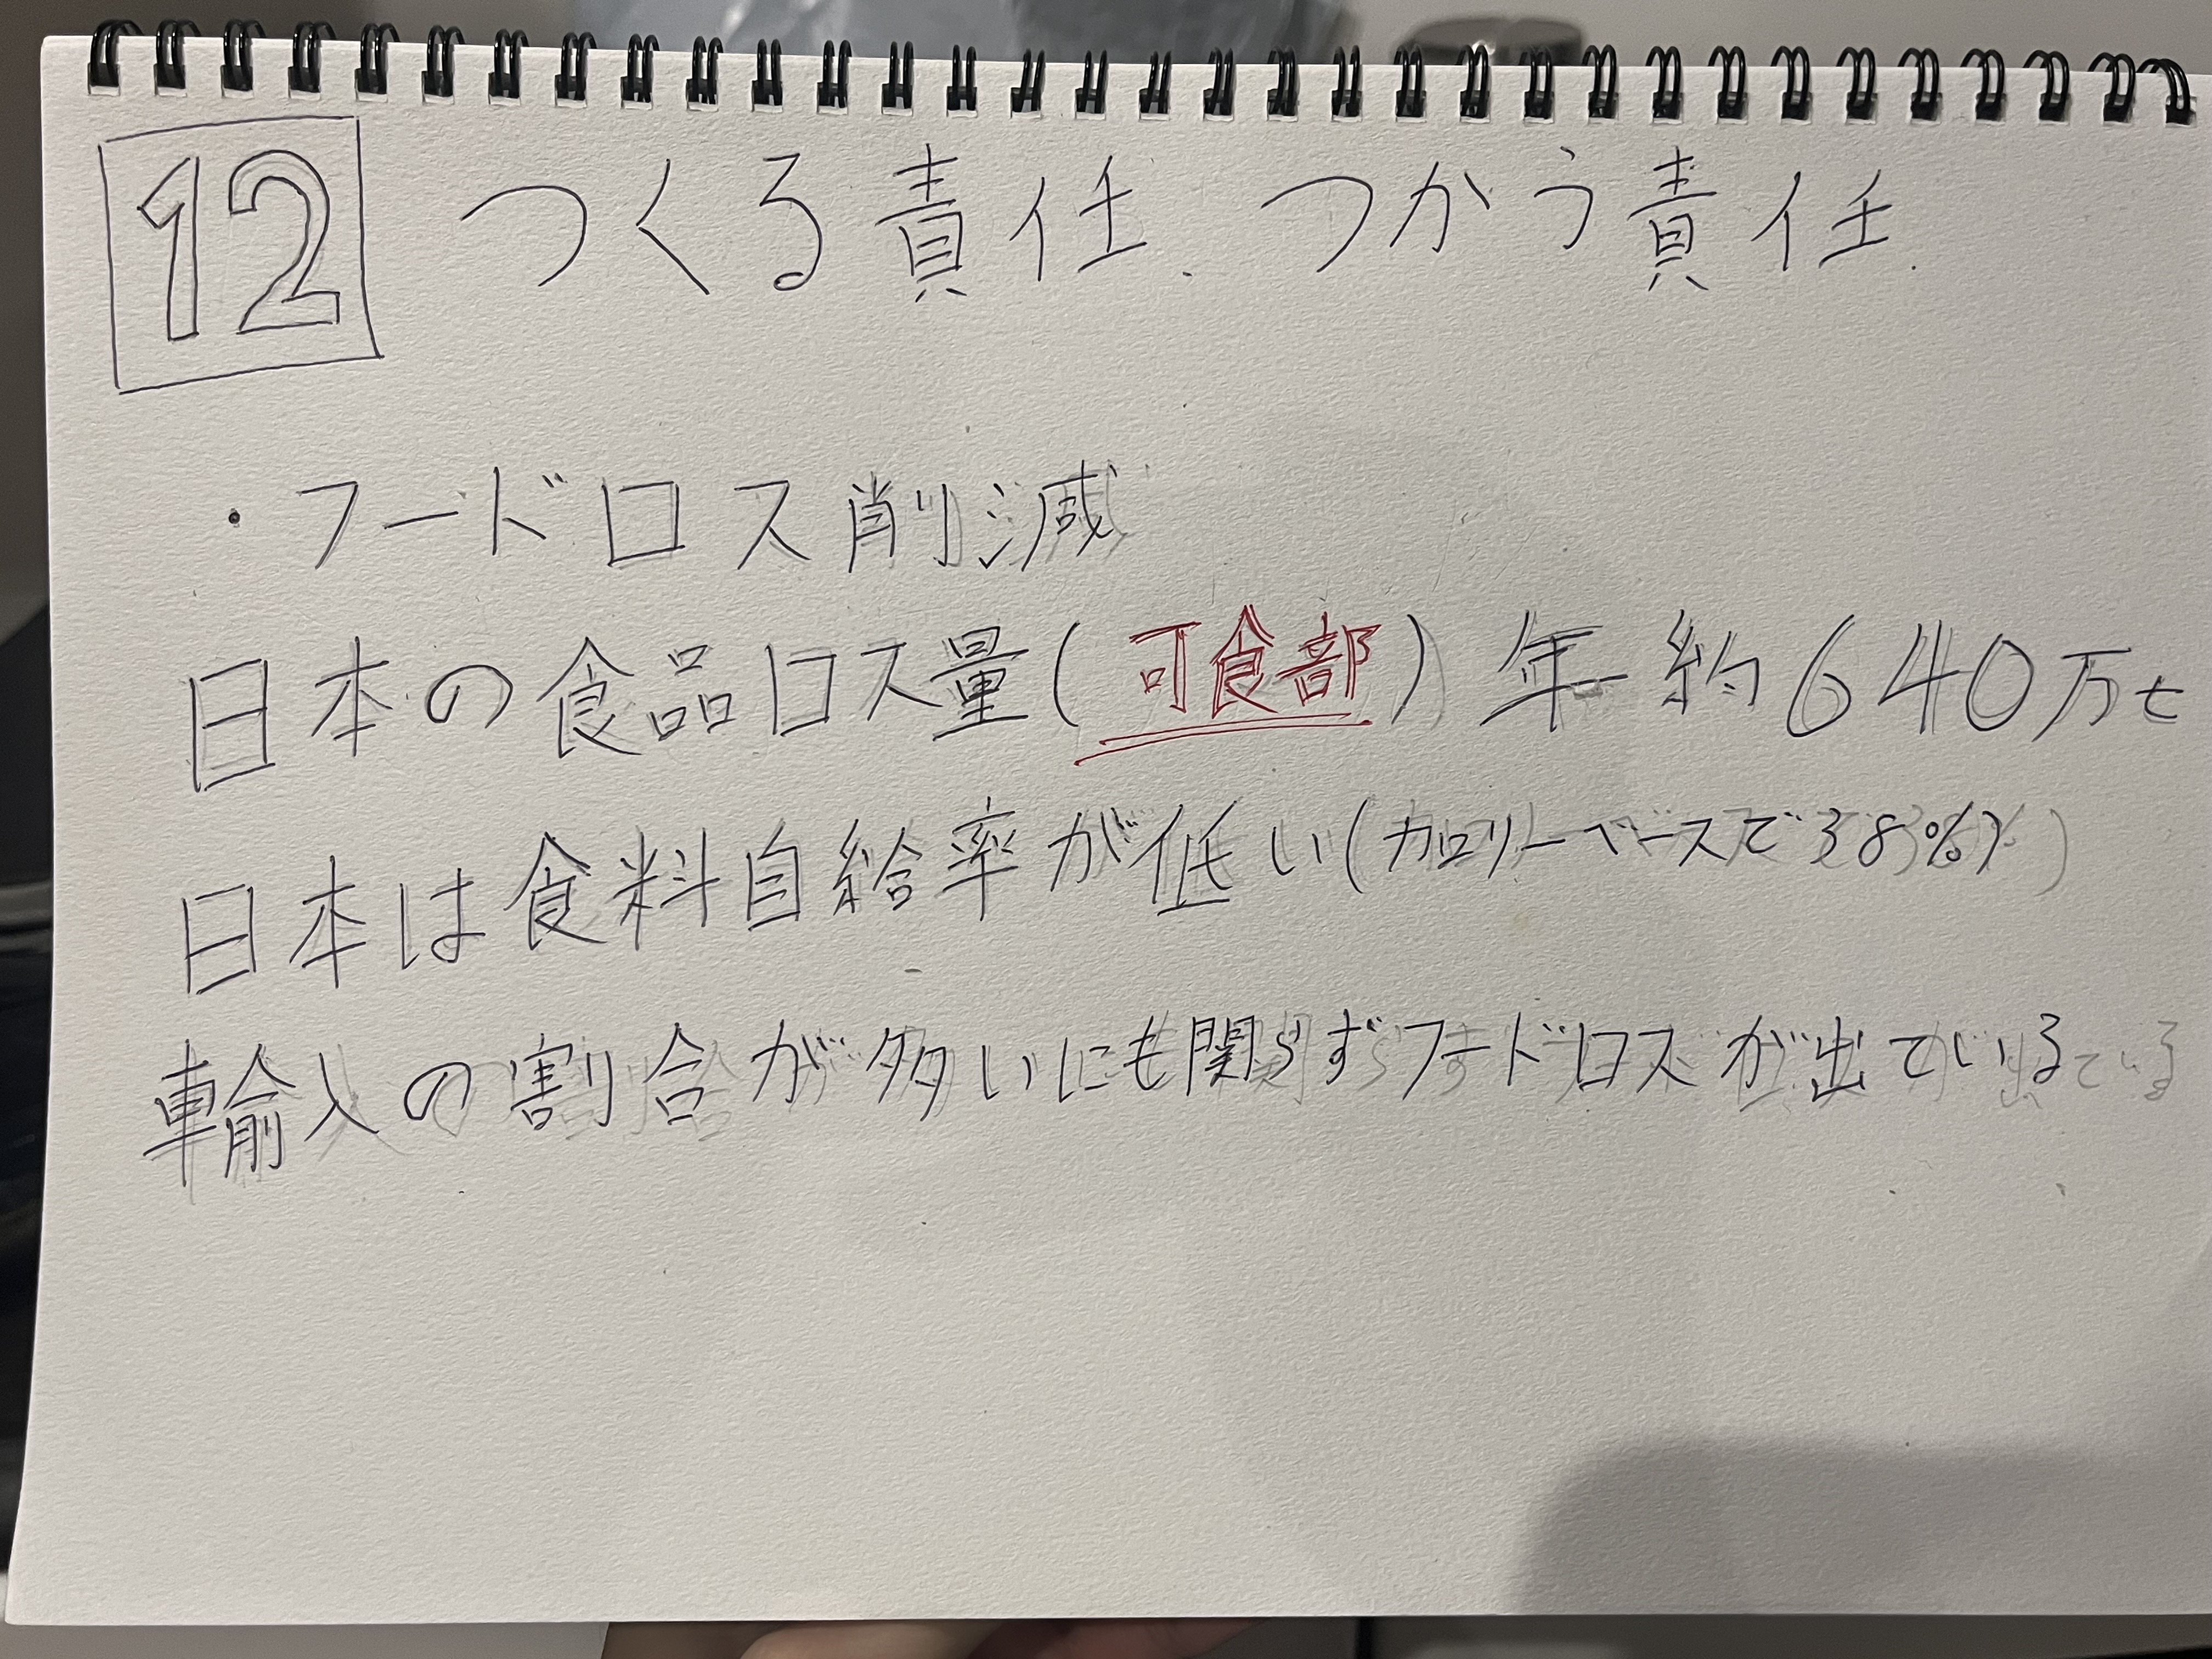 12 つくる責任、つかう責任.
・フードロス削減
日本の食品ロス量(可食部)年約640万t
日本は食料自給率が低い(カロリーベースで38%)
輸入の割合が多いにも関らずフードロスが出ている